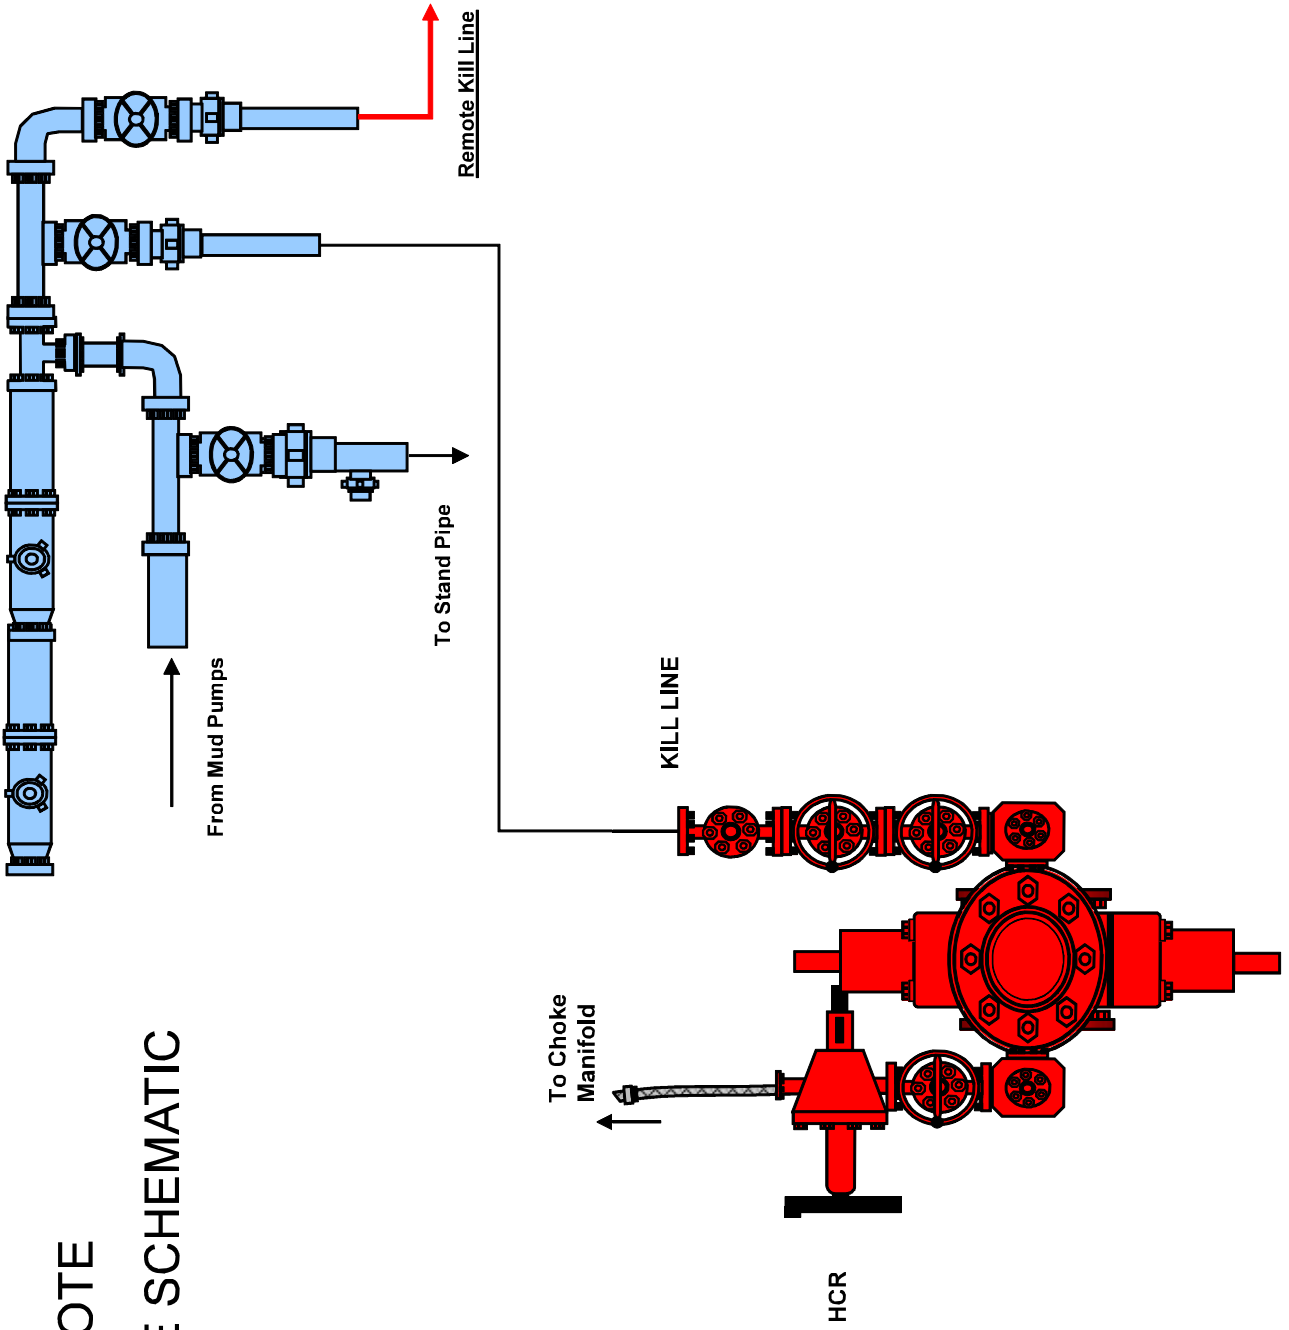 OTE
E SCHEMATIC
Remote Kill Line
To Stand Pipe
From Mud Pumps
KILL LINE
To Choke
Manifold
HCR